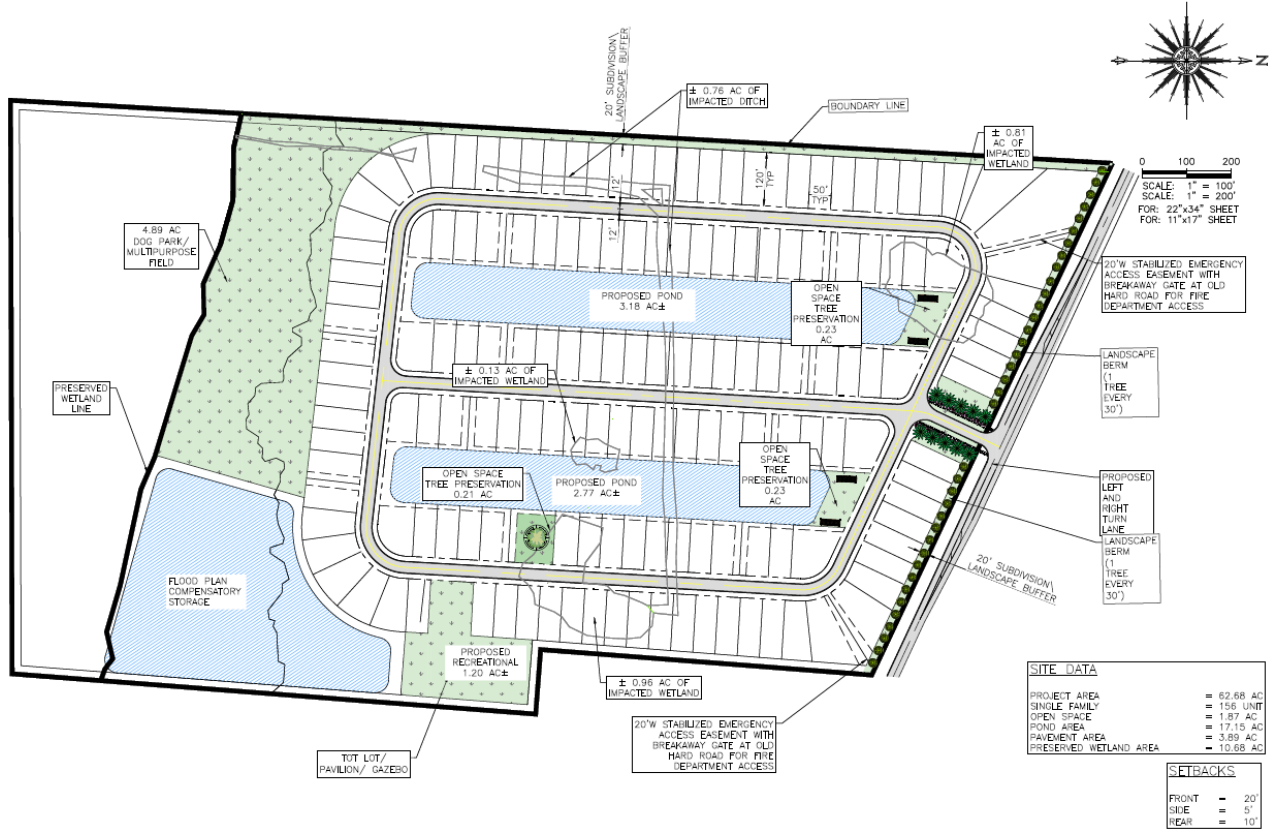 20' SUBDIVISION\
LANDSCAPE BUFFER
± 0.76 AC OF
IMPACTED DITCH
BOUNDARY LINE
± 0.81
AC OF
IMPACTED
WETLAND
N
0 100 200
SCALE: 1" = 100'
SCALE: 1" = 200'
FOR: 22"x34" SHEET
FOR: 11"x17" SHEET
12'
12'
120'
TYP
50'
TYP
4.89 AC
DOG PARK/
MULTIPURPOSE
FIELD
20'W STABILIZED EMERGENCY
ACCESS EASEMENT WITH
BREAKAWAY GATE AT OLD
HARD ROAD FOR FIRE
DEPARTMENT ACCESS
PROPOSED POND
3.18 AC±
OPEN
SPACE
TREE
PRESERVATION
0.23
AC
LANDSCAPE
BERM
(1
TREE
EVERY
30')
± 0.13 AC OF
IMPACTED WETLAND
PRESERVED
WETLAND
LINE
OPEN SPACE
TREE PRESERVATION
0.21 AC
PROPOSED POND
2.77 AC±
OPEN
SPACE
TREE
PRESERVATION
0.23
AC
PROPOSED
LEFT
AND
RIGHT
TURN
LANE
LANDSCAPE
BERM
(1
TREE
EVERY
30')
20' SUBDIVISION\
LANDSCAPE BUFFER
FLOOD PLAN
COMPENSATORY
STORAGE
PROPOSED
RECREATIONAL
1.20 AC±
± 0.96 AC OF
IMPACTED WETLAND
20'W STABILIZED EMERGENCY
ACCESS EASEMENT WITH
BREAKAWAY GATE AT OLD
HARD ROAD FOR FIRE
DEPARTMENT ACCESS
TOT LOT/
PAVILION/ GAZEBO
SITE DATA
PROJECT AREA = 62.68 AC
SINGLE FAMILY = 156 UNIT
OPEN SPACE = 1.87 AC
POND AREA = 17.15 AC
PAVEMENT AREA = 3.89 AC
PRESERVED WETLAND AREA = 10.68 AC
SETBACKS
FRONT = 20'
SIDE = 5'
REAR = 10'